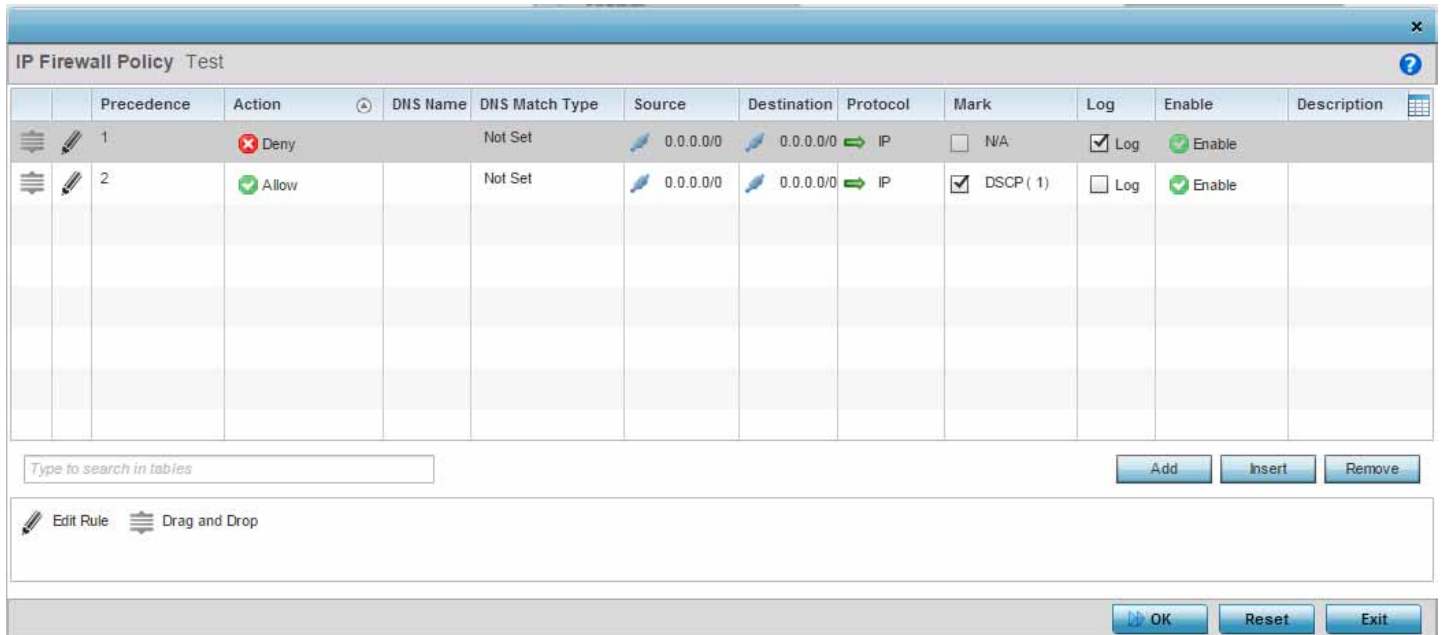 IP Firewall Policy Test
Precedence Action DNS Name DNS Match Type Source Destination Protocol Mark Log Enable Description
1 Deny Not Set 0.0.0.0/0 0.0.0.0/0 IP N/A Log Enable
2 Allow Not Set 0.0.0.0/0 0.0.0.0/0 IP DSCP ( 1) Log Enable
Type to search in tables
Add Insert Remove
Edit Rule Drag and Drop
OK Reset Exit